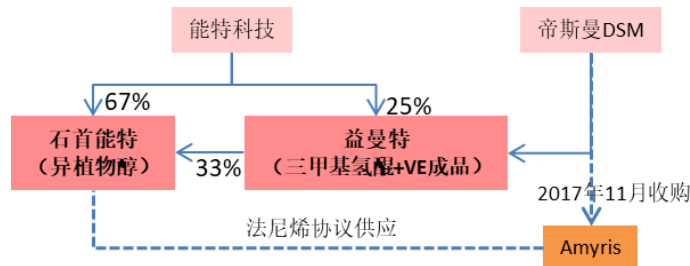 能特科技
帝斯曼DSM
67%
25%
石首能特
（异植物醇）
33%
益曼特
（三甲基氢醌+VE成品）
2017年11月收购
法尼烯协议供应
Amyris